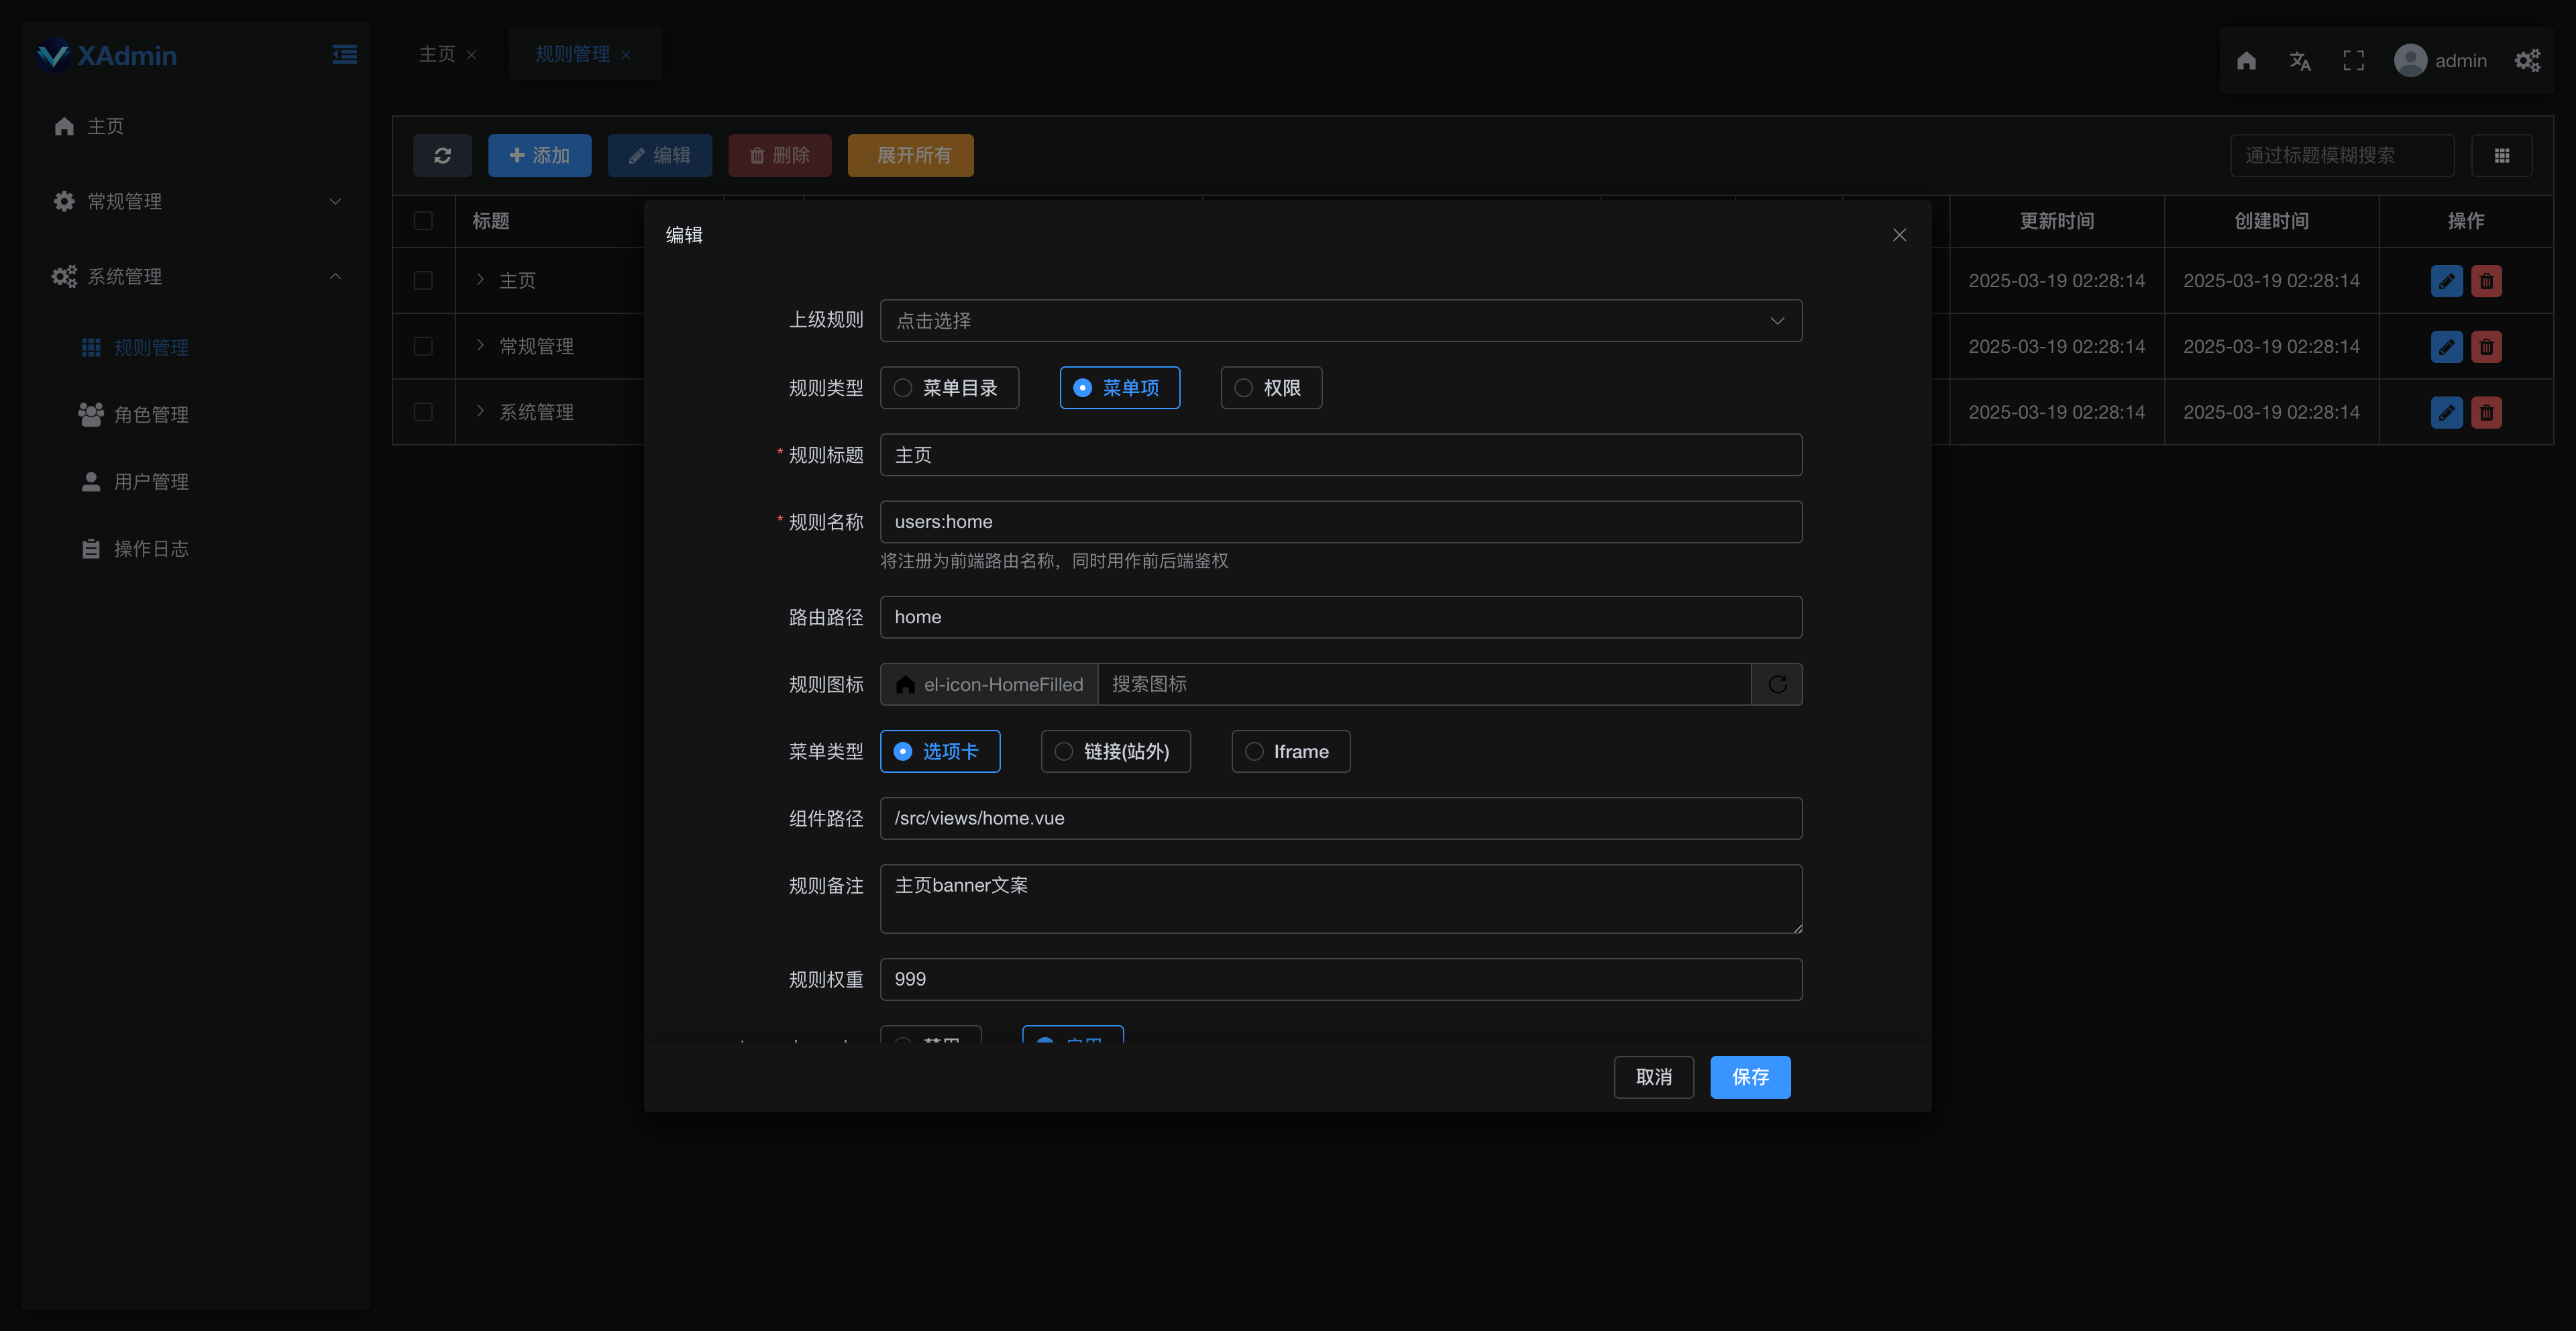 XAdmin
主页
规则管理
admin
主页
常规管理
系统管理
规则管理
角色管理
用户管理
操作日志
添加
编辑
删除
展开所有
通过标题模糊搜索
标题
更新时间
创建时间
操作
主页
2025-03-19 02:28:14
2025-03-19 02:28:14
常规管理
2025-03-19 02:28:14
2025-03-19 02:28:14
系统管理
2025-03-19 02:28:14
2025-03-19 02:28:14
编辑
上级规则
点击选择
规则类型
菜单目录
菜单项
权限
* 规则标题
主页
* 规则名称
users:home
将注册为前端路由名称，同时用作前后端鉴权
路由路径
home
规则图标
el-icon-HomeFilled
搜索图标
菜单类型
选项卡
链接(站外)
Iframe
组件路径
/src/views/home.vue
规则备注
主页banner文案
规则权重
999
取消
保存